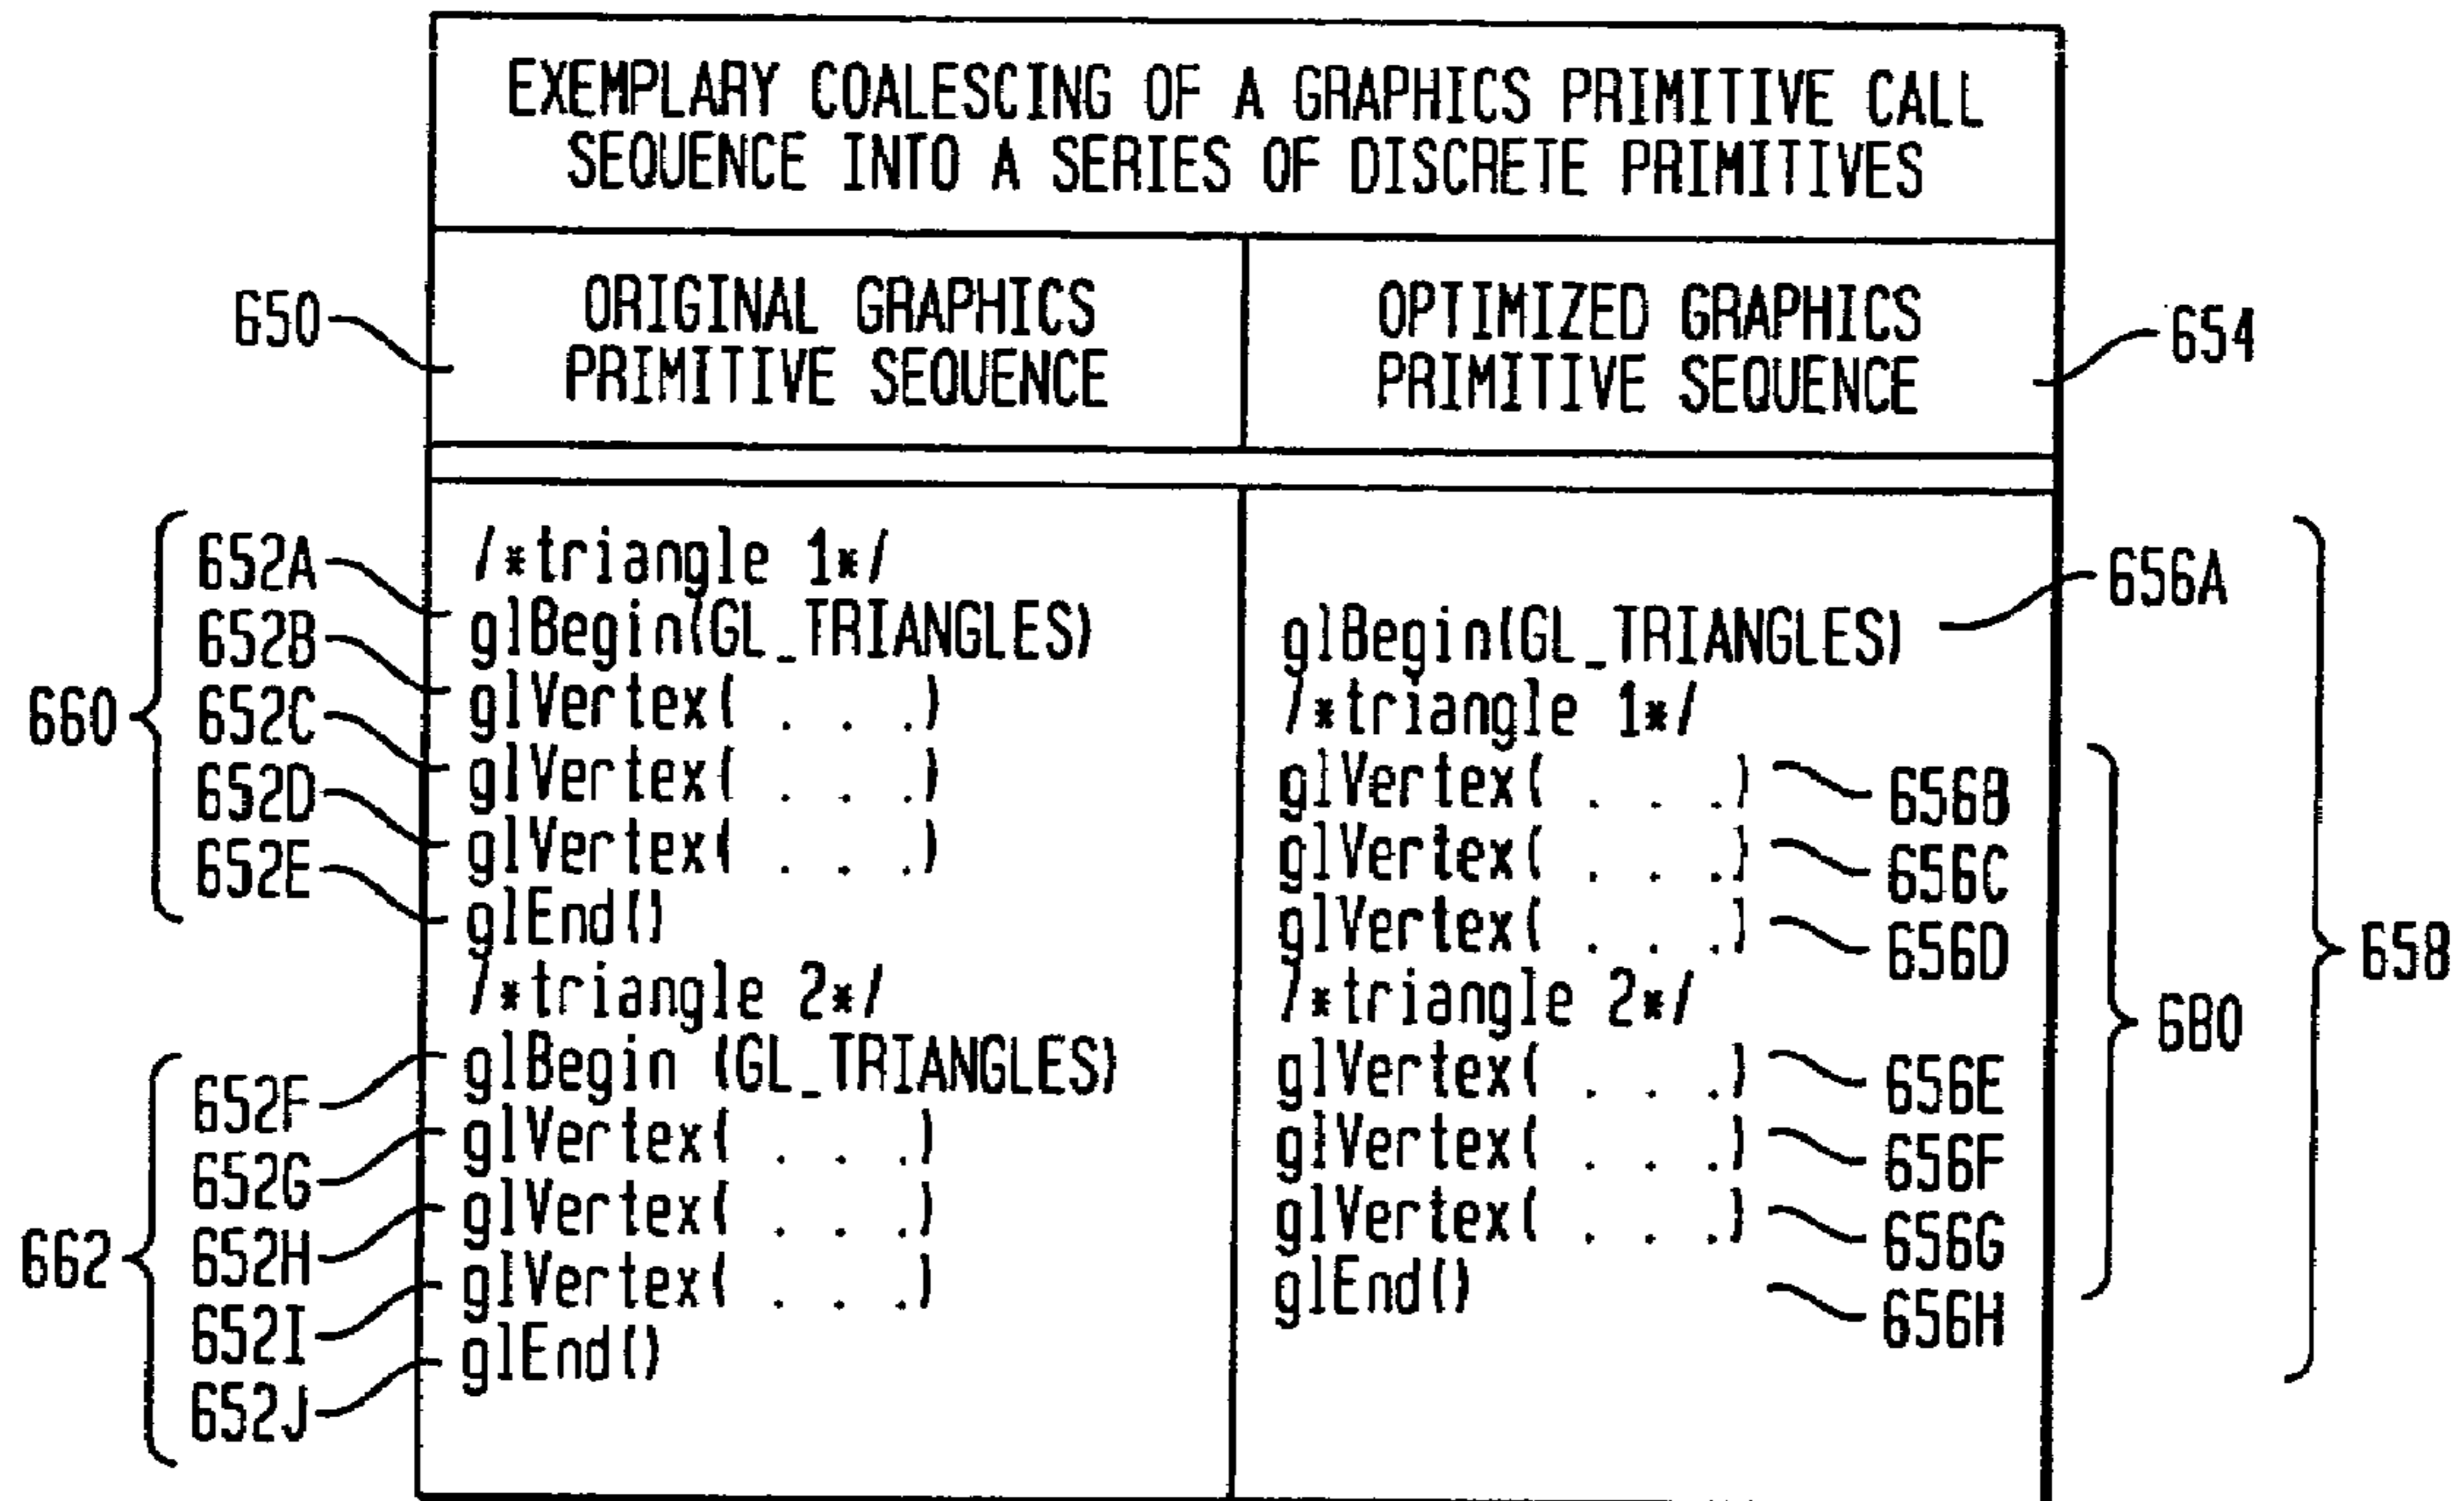 EXEMPLARY COALESCING OF A GRAPHICS PRIMITIVE CALL
SEQUENCE INTO A SERIES OF DISCRETE PRIMITIVES
650
ORIGINAL GRAPHICS
PRIMITIVE SEQUENCE
OPTIMIZED GRAPHICS
PRIMITIVE SEQUENCE
654
660
652A
652B
652C
652D
652E
662
652F
652G
652H
652I
652J
/*triangle 1*/
glBegin(GL_TRIANGLES)
glVertex( . . .)
glVertex( . . .)
glVertex( . . .)
glEnd()
/*triangle 2*/
glBegin (GL_TRIANGLES)
glVertex( . . .)
glVertex( . . .)
glVertex( . . .)
glEnd()
glBegin(GL_TRIANGLES)
/*triangle 1*/
glVertex( . . .)
glVertex( . . .)
glVertex( . . .)
/*triangle 2*/
glVertex( . . .)
glVertex( . . .)
glVertex( . . .)
glEnd()
656A
656B
656C
656D
656E
656F
656G
656H
680
658